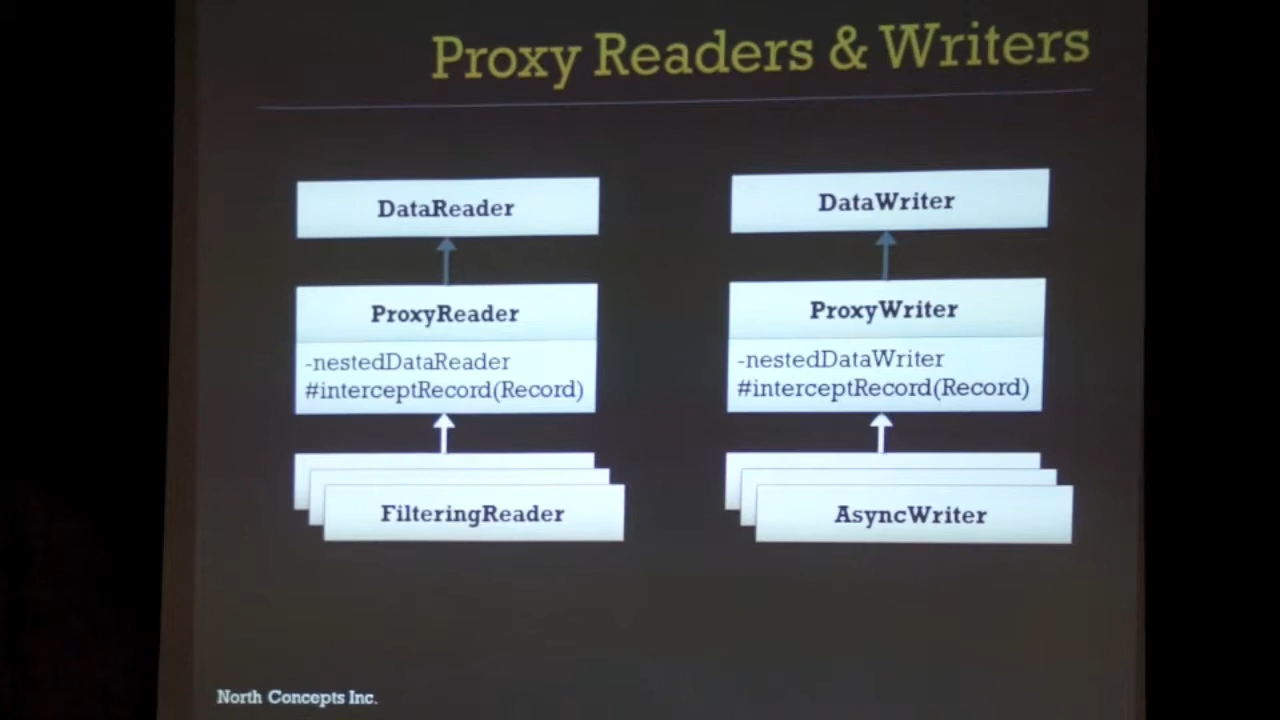 Proxy Readers & Writers
DataReader
ProxyReader
-nestedDataReader
#interceptRecord(Record)
FilteringReader
DataWriter
ProxyWriter
-nestedDataWriter
#interceptRecord(Record)
AsyncWriter
North Concepts Inc.